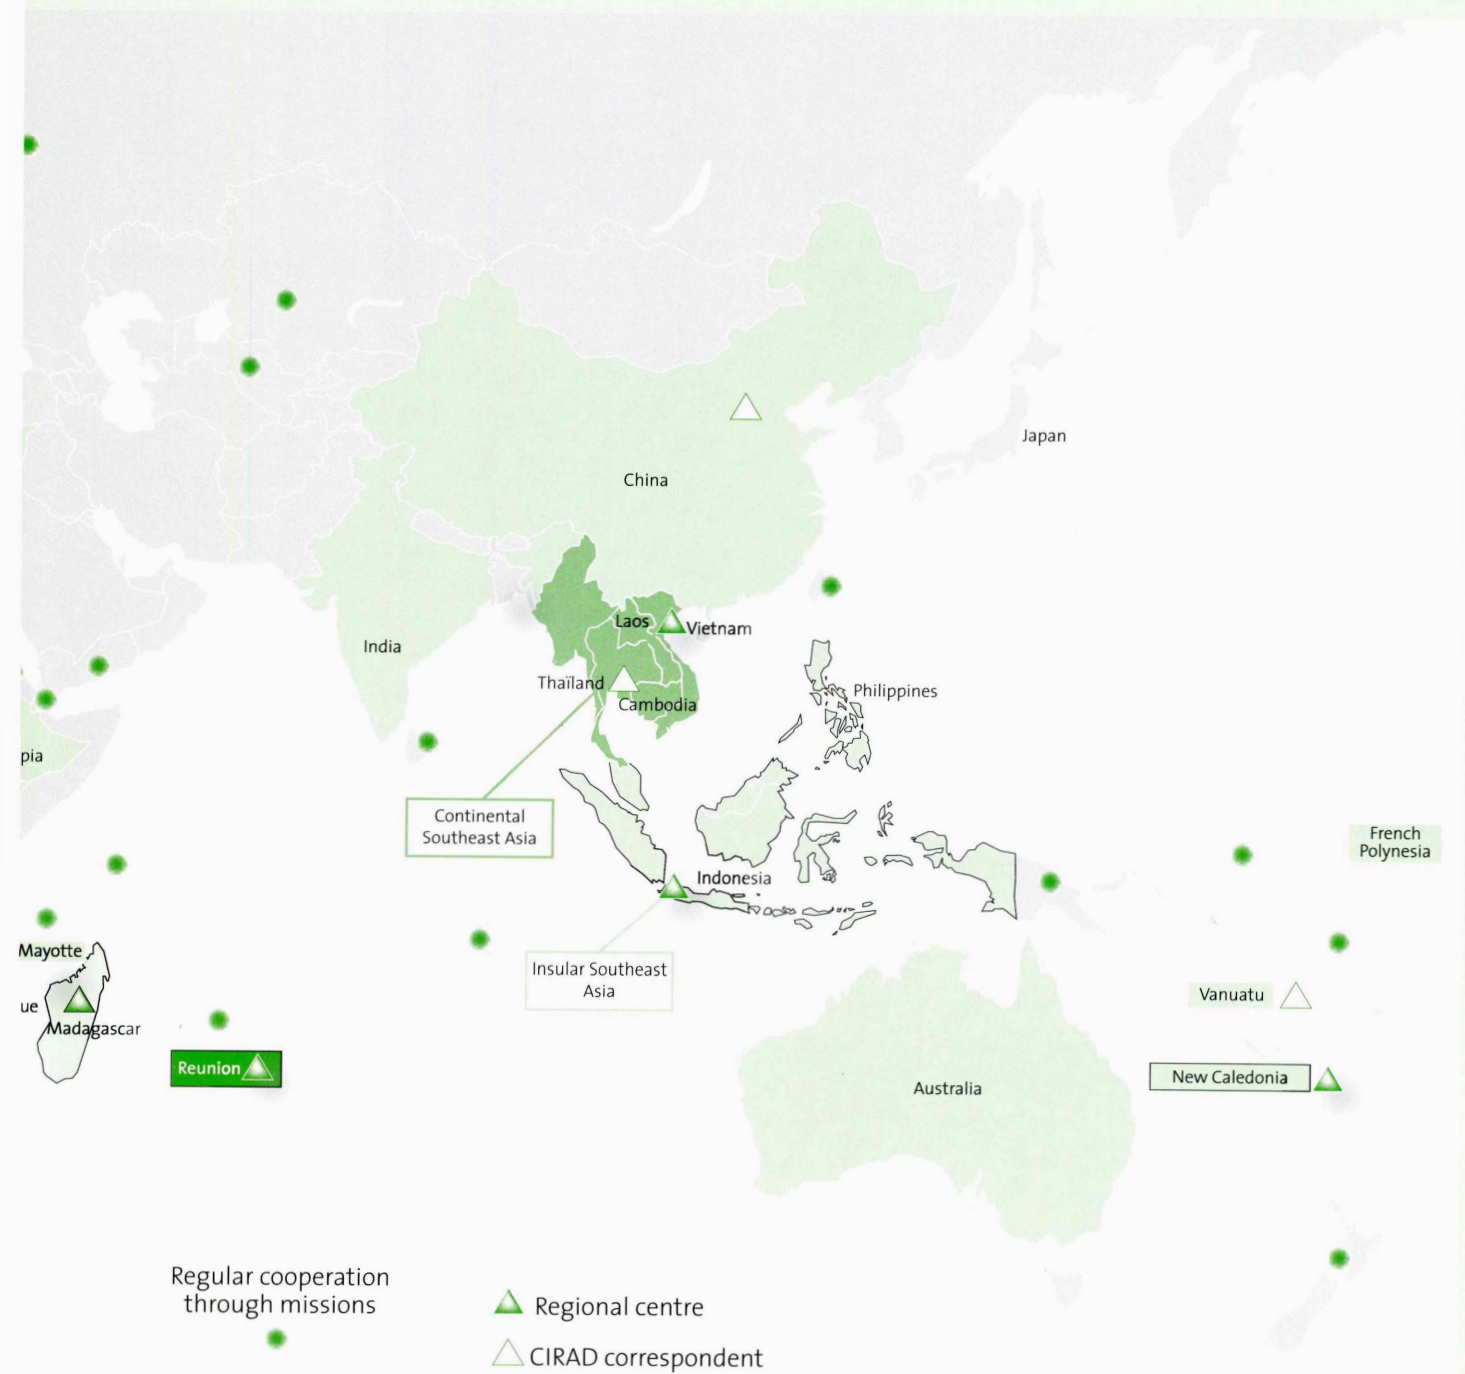 Japan
China
India
Laos
Vietnam
Thaïland
Cambodia
Philippines
pia
Continental
Southeast Asia
French
Polynesia
Indonesia
Mayotte
Insular Southeast
Asia
Vanuatu
ue
Madagascar
Reunion
New Caledonia
Australia
Regular cooperation
through missions
Regional centre
CIRAD correspondent